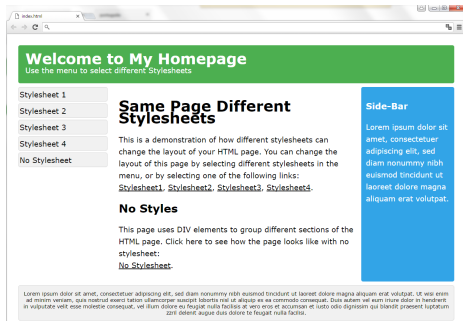 index.html
Welcome to My Homepage
Use the menu to select different Stylesheets
Stylesheet 1
Stylesheet 2
Stylesheet 3
Stylesheet 4
No Stylesheet
Same Page Different
Stylesheets
This is a demonstration of how different stylesheets can
change the layout of your HTML page. You can change the
layout of this page by selecting different stylesheets in the
menu, or by selecting one of the following links:
Stylesheet1, Stylesheet2, Stylesheet3, Stylesheet4.
No Styles
This page uses DIV elements to group different sections of the
HTML page. Click here to see how the page looks like with no
stylesheet:
No Stylesheet.
Side-Bar
Lorem ipsum dolor sit
amet, consectetuer
adipiscing elit, sed
diam nonummy nibh
euismod tincidunt ut
laoreet dolore magna
aliquam erat volutpat.
Lorem ipsum dolor sit amet, consectetuer adipiscing elit, sed diam nonummy nibh euismod tincidunt ut laoreet dolore magna aliquam erat volutpat. Ut wisi enim
ad minim veniam, quis nostrud exerci tation ullamcorper suscipit lobortis nisl ut aliquip ex ea commodo consequat. Duis autem vel eum iriure dolor in hendrerit
in vulputate velit esse molestie consequat, vel illum dolore eu feugiat nulla facilisis at vero eros et accumsan et iusto odio dignissim qui blandit praesent luptatum
zzril delenit augue duis dolore te feugait nulla facilisi.